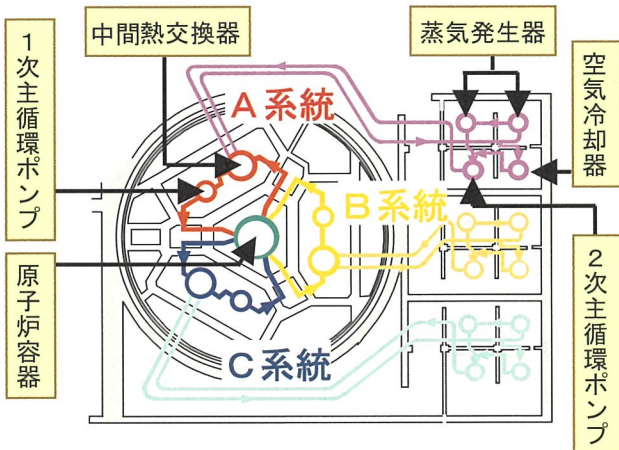 1次主循環ポンプ
中間熱交換器
蒸気発生器
空気冷却器
A系統
B系統
原子炉容器
C系統
2次主循環ポンプ